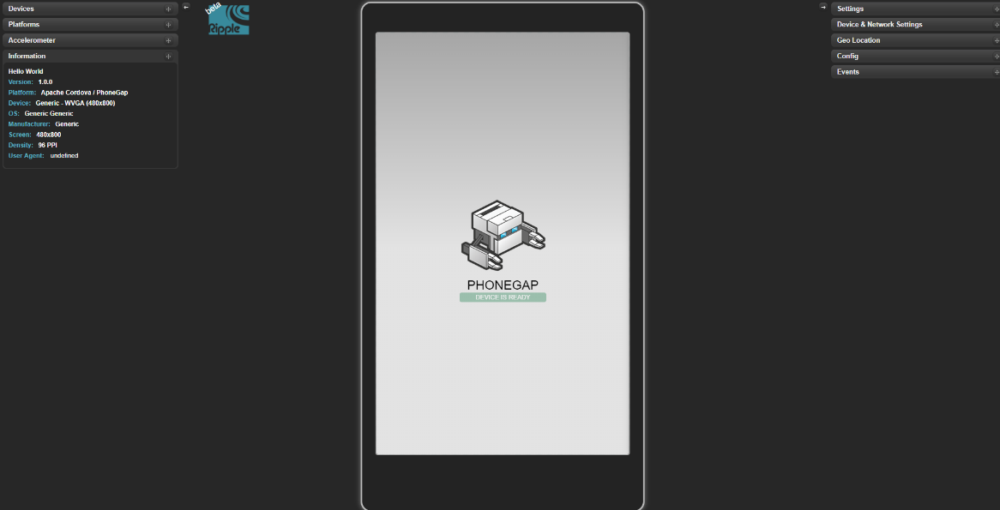 Devices
Platforms
Accelerometer
Information
Hello World
Version: 1.0.0
Platform: Apache Cordova / PhoneGap
Device: Generic - WVGA (480x800)
OS: Generic Generic
Manufacturer: Generic
Screen: 480x800
Density: 96 PPI
User Agent: undefined
beta
Ripple
PHONEGAP
DEVICE IS READY
Settings
Device & Network Settings
Geo Location
Config
Events